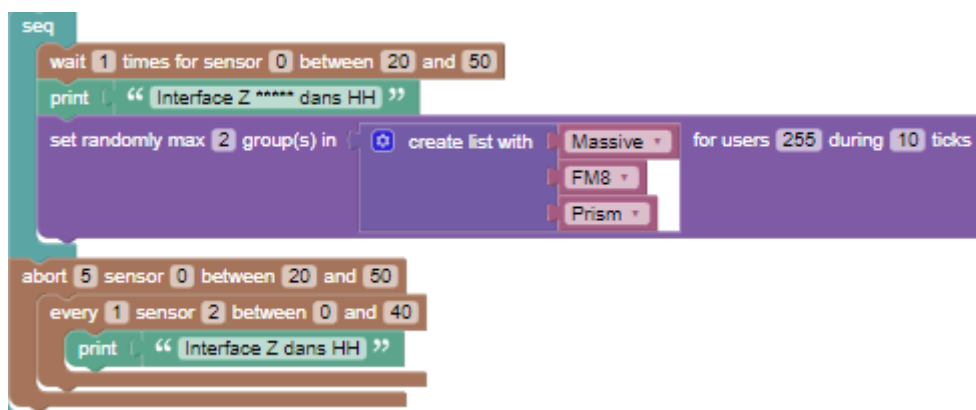 seq
wait 1 times for sensor 0 between 20 and 50
print “ Interface Z ***** dans HH ”
set randomly max 2 group(s) in create list with Massive for users 255 during 10 ticks
FM8
Prism
abort 5 sensor 0 between 20 and 50
every 1 sensor 2 between 0 and 40
print “ Interface Z dans HH ”